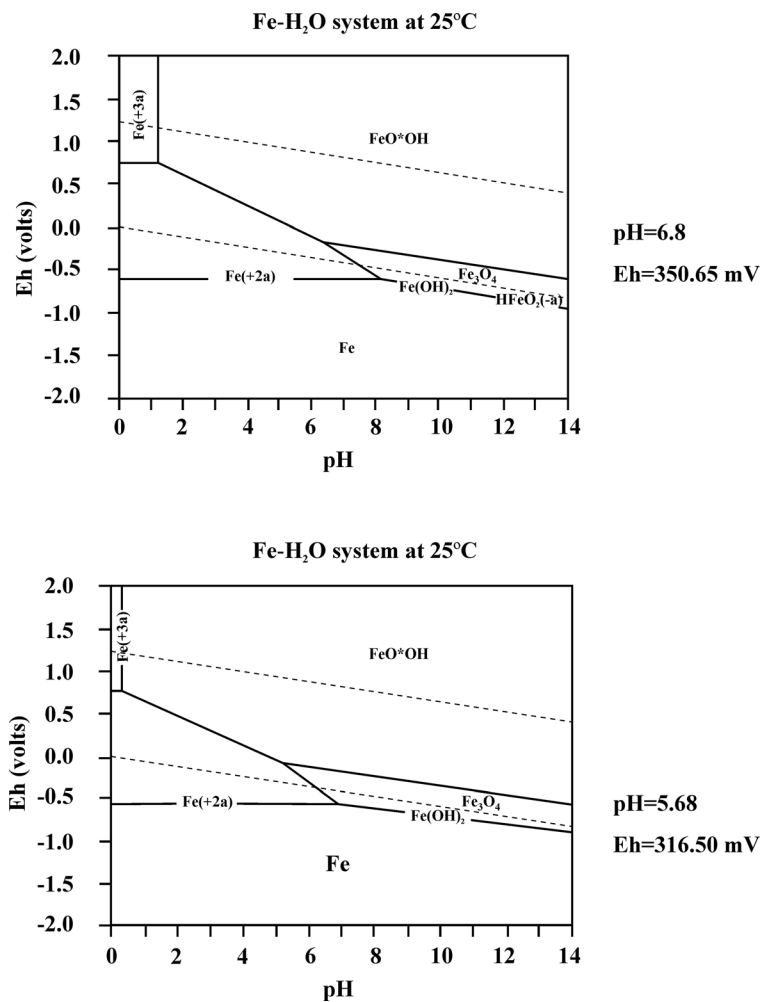 Fe-H₂O system at 25ºC
2.0
1.5
1.0
0.5
0.0
-0.5
-1.0
-1.5
-2.0
Eh (volts)
Fe(+3a)
FeO*OH
Fe(+2a)
Fe₃O₄
Fe(OH)₂
HFeO₂(-a)
Fe
0 2 4 6 8 10 12 14
pH
pH=6.8
Eh=350.65 mV
Fe-H₂O system at 25ºC
2.0
1.5
1.0
0.5
0.0
-0.5
-1.0
-1.5
-2.0
Eh (volts)
Fe(+3a)
FeO*OH
Fe(+2a)
Fe₃O₄
Fe(OH)₂
Fe
0 2 4 6 8 10 12 14
pH
pH=5.68
Eh=316.50 mV